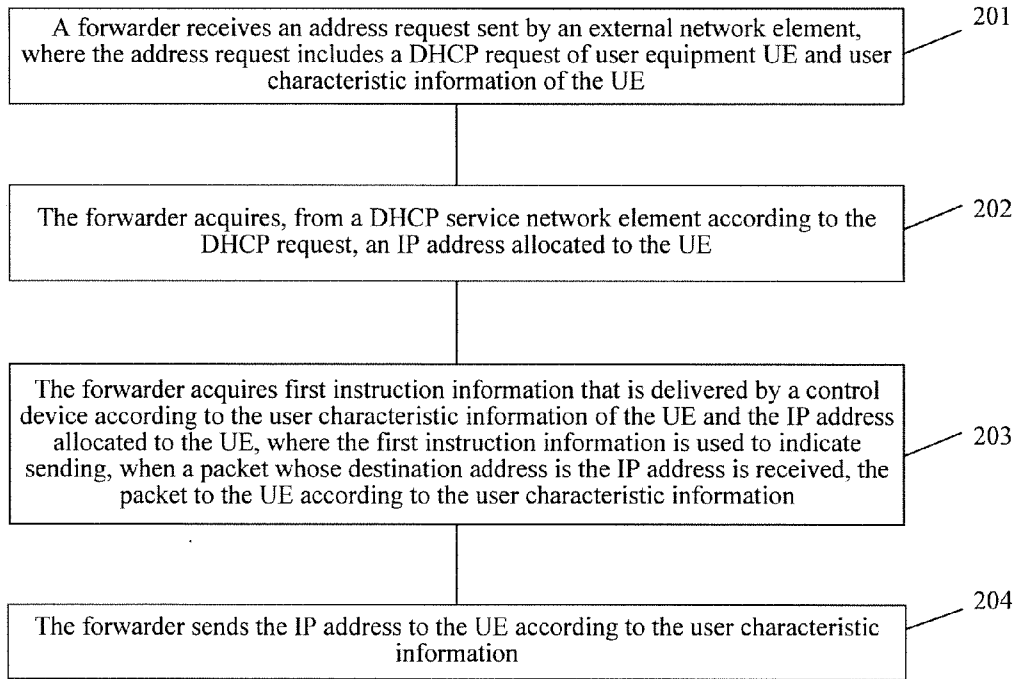 A forwarder receives an address request sent by an external network element,
where the address request includes a DHCP request of user equipment UE and user
characteristic information of the UE
201
The forwarder acquires, from a DHCP service network element according to the
DHCP request, an IP address allocated to the UE
202
The forwarder acquires first instruction information that is delivered by a control
device according to the user characteristic information of the UE and the IP address
allocated to the UE, where the first instruction information is used to indicate
sending, when a packet whose destination address is the IP address is received, the
packet to the UE according to the user characteristic information
203
The forwarder sends the IP address to the UE according to the user characteristic
information
204